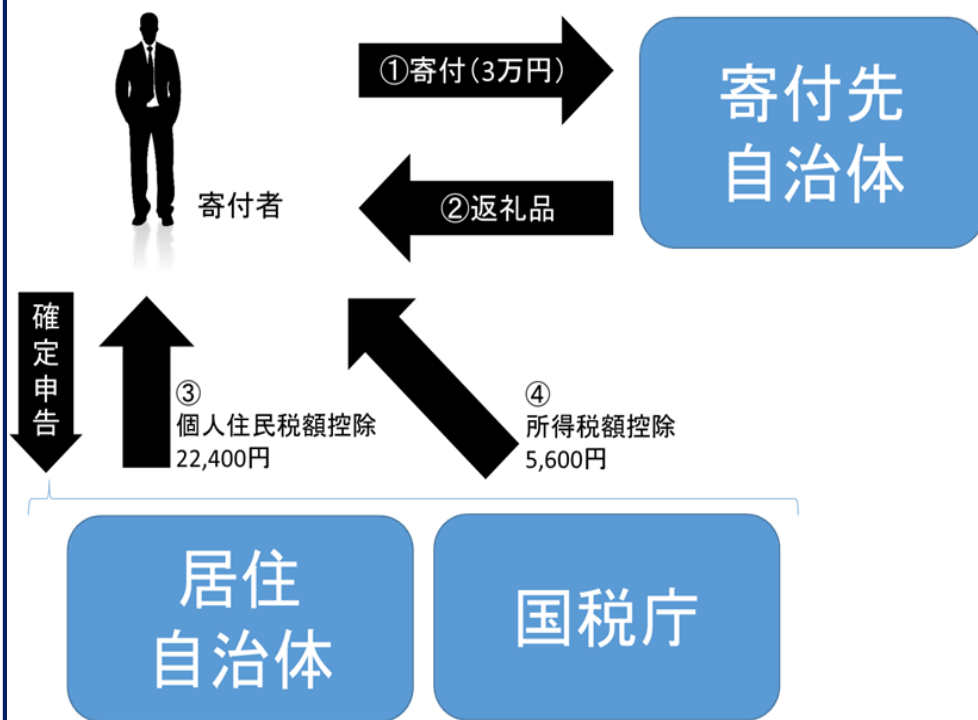 ①寄付(3万円)
寄付先
自治体
寄付者
②返礼品
確定申告
③
個人住民税額控除
22,400円
④
所得税額控除
5,600円
居住
自治体
国税庁